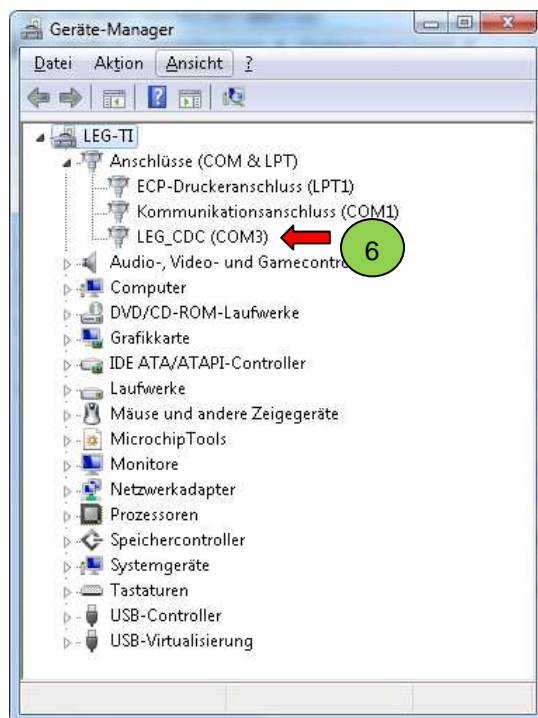 Geräte-Manager
Datei Aktion Ansicht ?
LEG-TI
Anschlüsse (COM & LPT)
ECP-Druckeranschluss (LPT1)
Kommunikationsanschluss (COM1)
LEG_CDC (COM3)
6
Audio-, Video- und Gamecontro
Computer
DVD/CD-ROM-Laufwerke
Grafikkarte
IDE ATA/ATAPI-Controller
Laufwerke
Mäuse und andere Zeigegeräte
MicrochipTools
Monitore
Netzwerkadapter
Prozessoren
Speichercontroller
Systemgeräte
Tastaturen
USB-Controller
USB-Virtualisierung